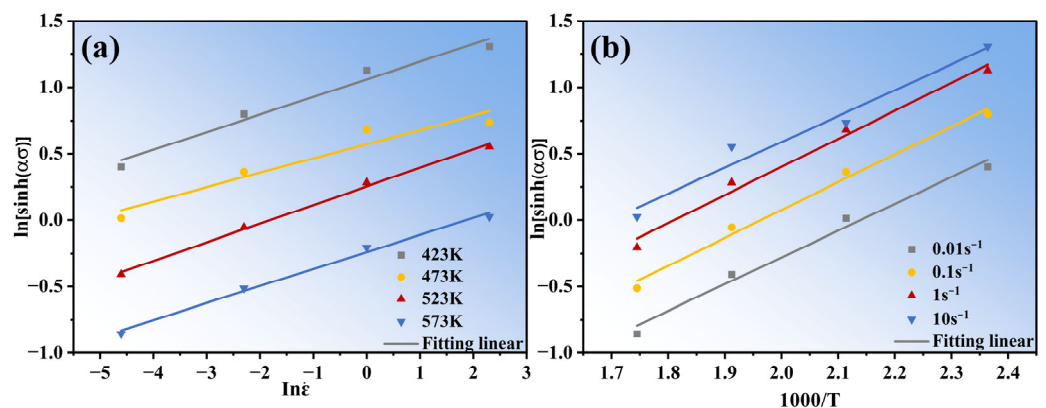 (a)
ln[sinh(ασ)]
1.5
1.0
0.5
0.0
−0.5
−1.0
−5 −4 −3 −2 −1 0 1 2 3
Inε̇
423K
473K
523K
573K
Fitting linear
(b)
ln[sinh(ασ)]
1.5
1.0
0.5
0.0
−0.5
−1.0
1.7 1.8 1.9 2.0 2.1 2.2 2.3 2.4
1000/T
0.01s⁻¹
0.1s⁻¹
1s⁻¹
10s⁻¹
Fitting linear